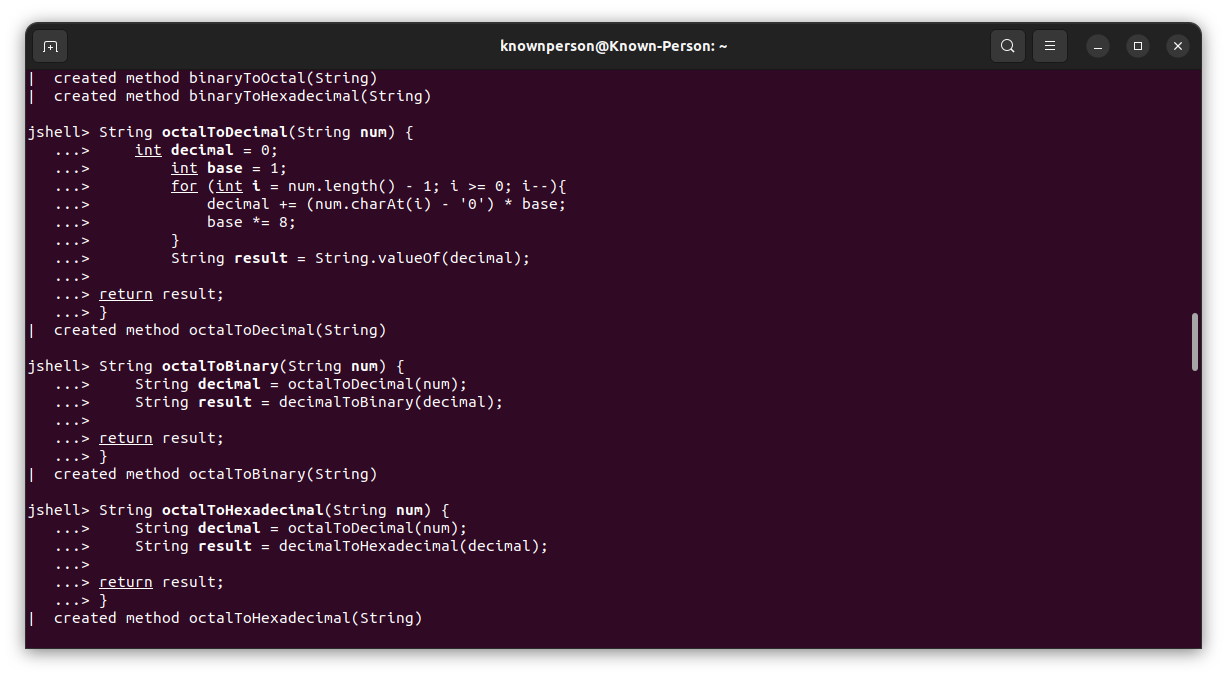 knownperson@Known-Person: ~
|  created method binaryToOctal(String)
|  created method binaryToHexadecimal(String)

jshell> String octalToDecimal(String num) {
   ...>     int decimal = 0;
   ...>         int base = 1;
   ...>         for (int i = num.length() - 1; i >= 0; i--){
   ...>             decimal += (num.charAt(i) - '0') * base;
   ...>             base *= 8;
   ...>         }
   ...>         String result = String.valueOf(decimal);
   ...>
   ...> return result;
   ...> }
|  created method octalToDecimal(String)

jshell> String octalToBinary(String num) {
   ...>     String decimal = octalToDecimal(num);
   ...>     String result = decimalToBinary(decimal);
   ...>
   ...> return result;
   ...> }
|  created method octalToBinary(String)

jshell> String octalToHexadecimal(String num) {
   ...>     String decimal = octalToDecimal(num);
   ...>     String result = decimalToHexadecimal(decimal);
   ...>
   ...> return result;
   ...> }
|  created method octalToHexadecimal(String)